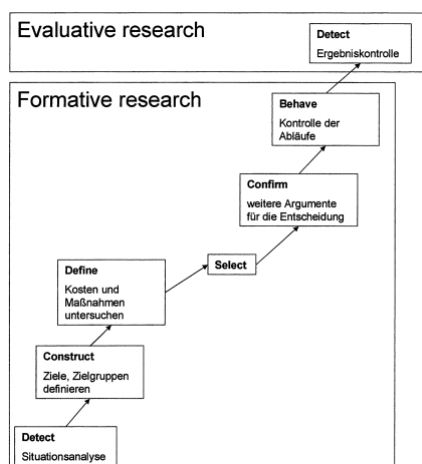 Evaluative research
Detect
Ergebniskontrolle
Formative research
Behave
Kontrolle der
Abläufe
Confirm
weitere Argumente
für die Entscheidung
Select
Define
Kosten und
Maßnahmen
untersuchen
Construct
Ziele, Zielgruppen
definieren
Detect
Situationsanalyse